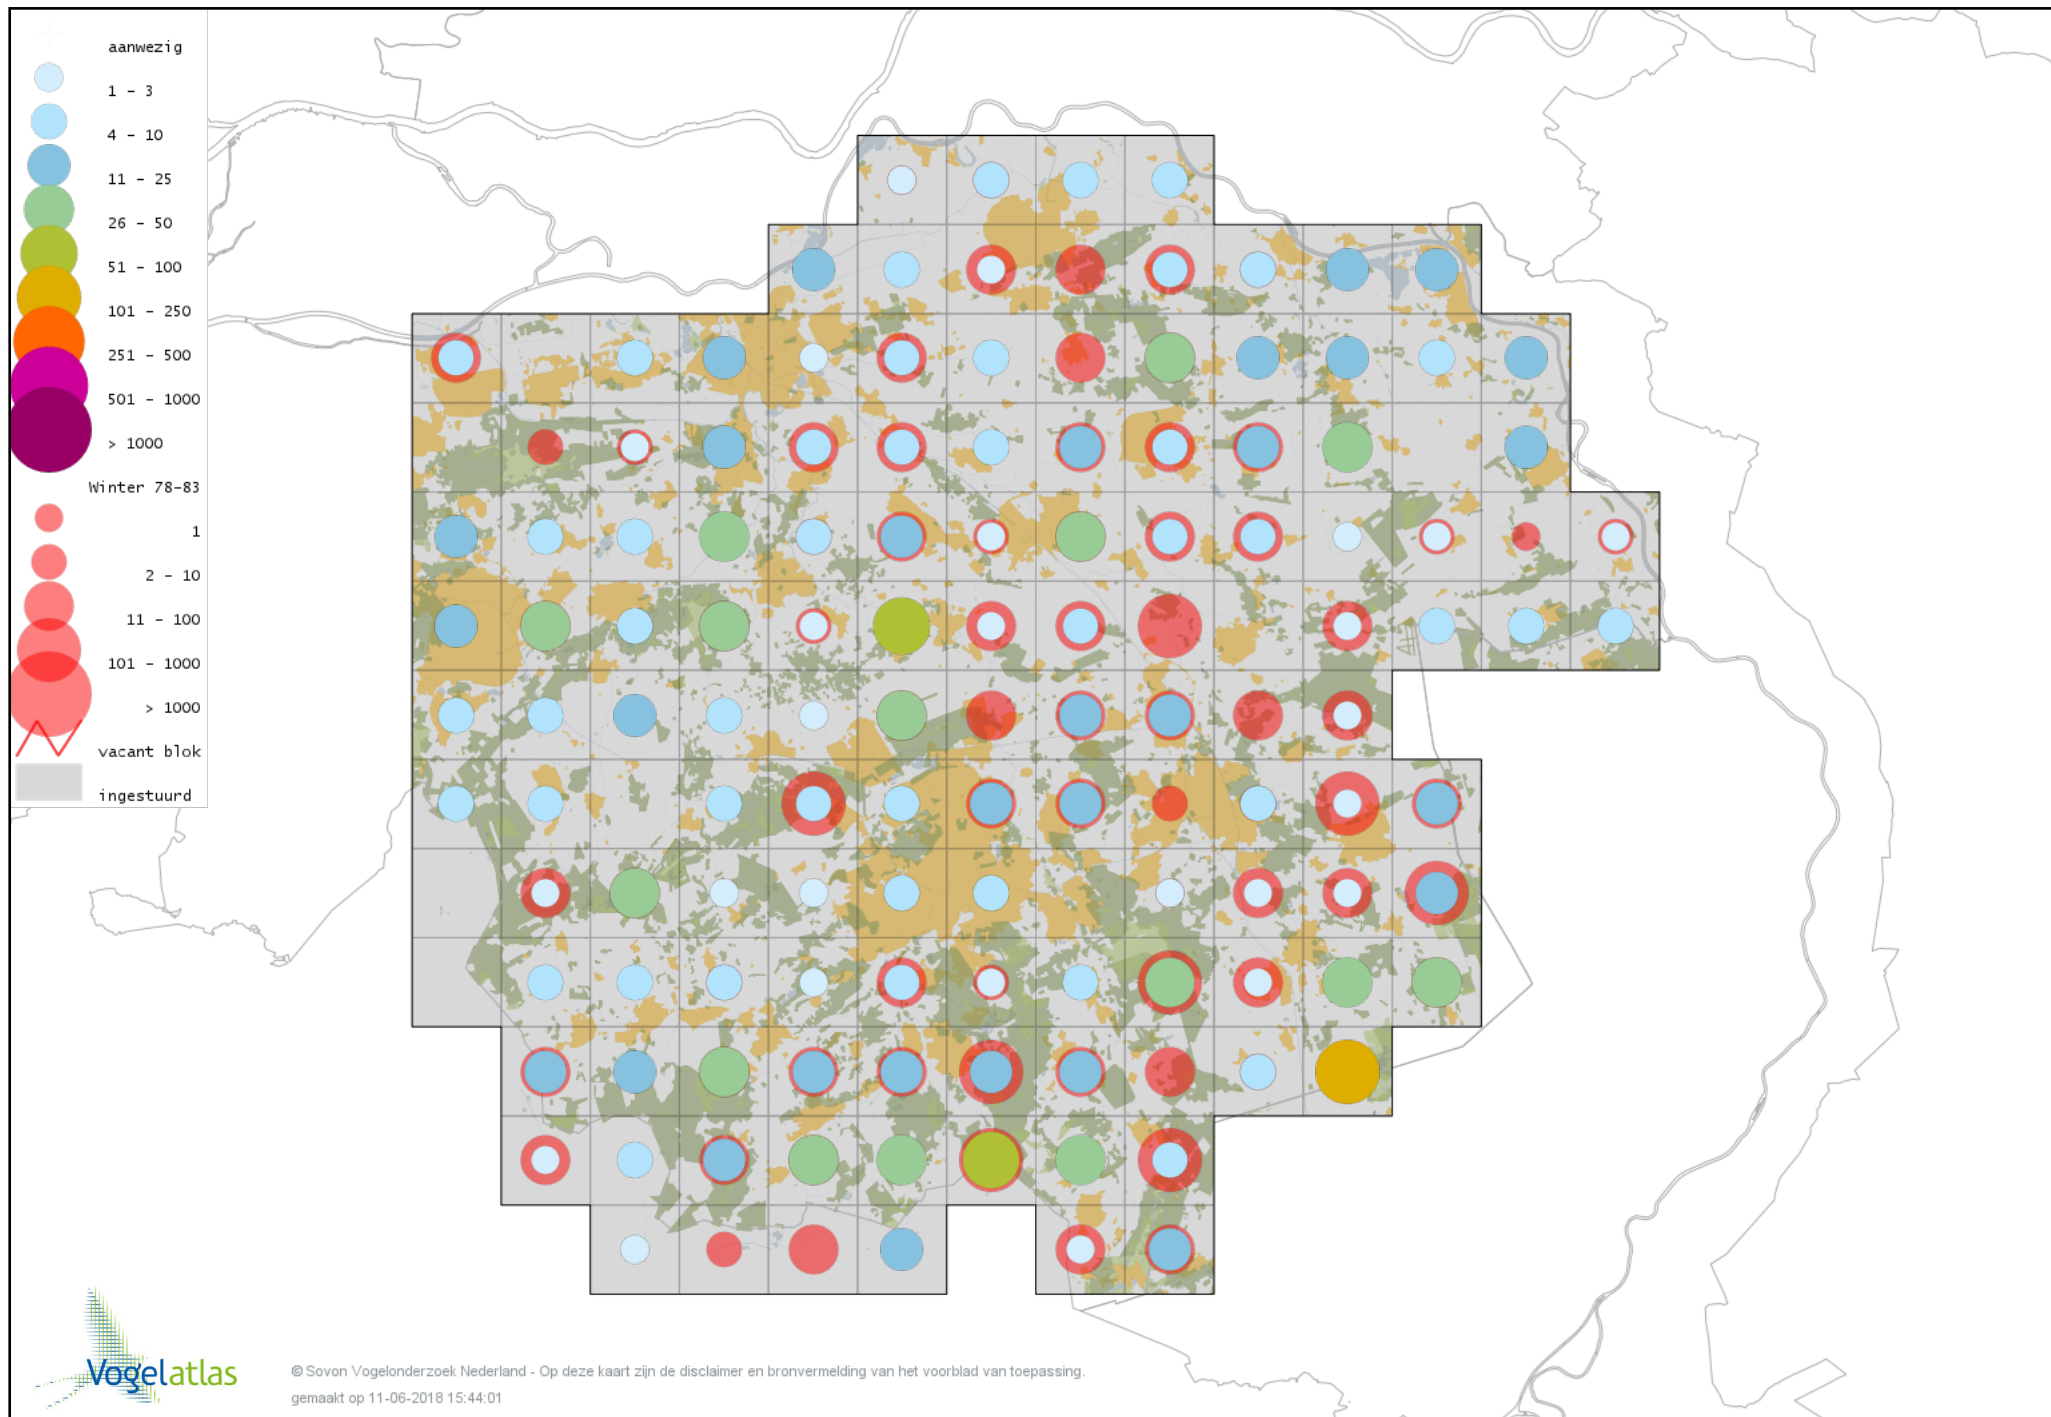 aanwezig
1 - 3
4 - 10
11 - 25
26 - 50
51 - 100
101 - 250
251 - 500
501 - 1000
> 1000
Winter 78-83
1
2 - 10
11 - 100
101 - 1000
> 1000
vacant blok
ingestuurd
Vogelatlas
© Sovon Vogelonderzoek Nederland - Op deze kaart zijn de disclaimer en bronvermelding van het voorblad van toepassing.
gemaakt op 11-06-2018 15:44:01